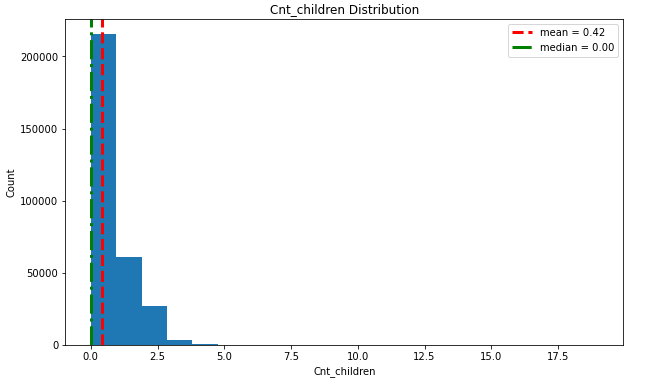 Cnt_children Distribution
mean = 0.42
median = 0.00
200000
150000
100000
50000
0
Count
0.0 2.5 5.0 7.5 10.0 12.5 15.0 17.5
Cnt_children